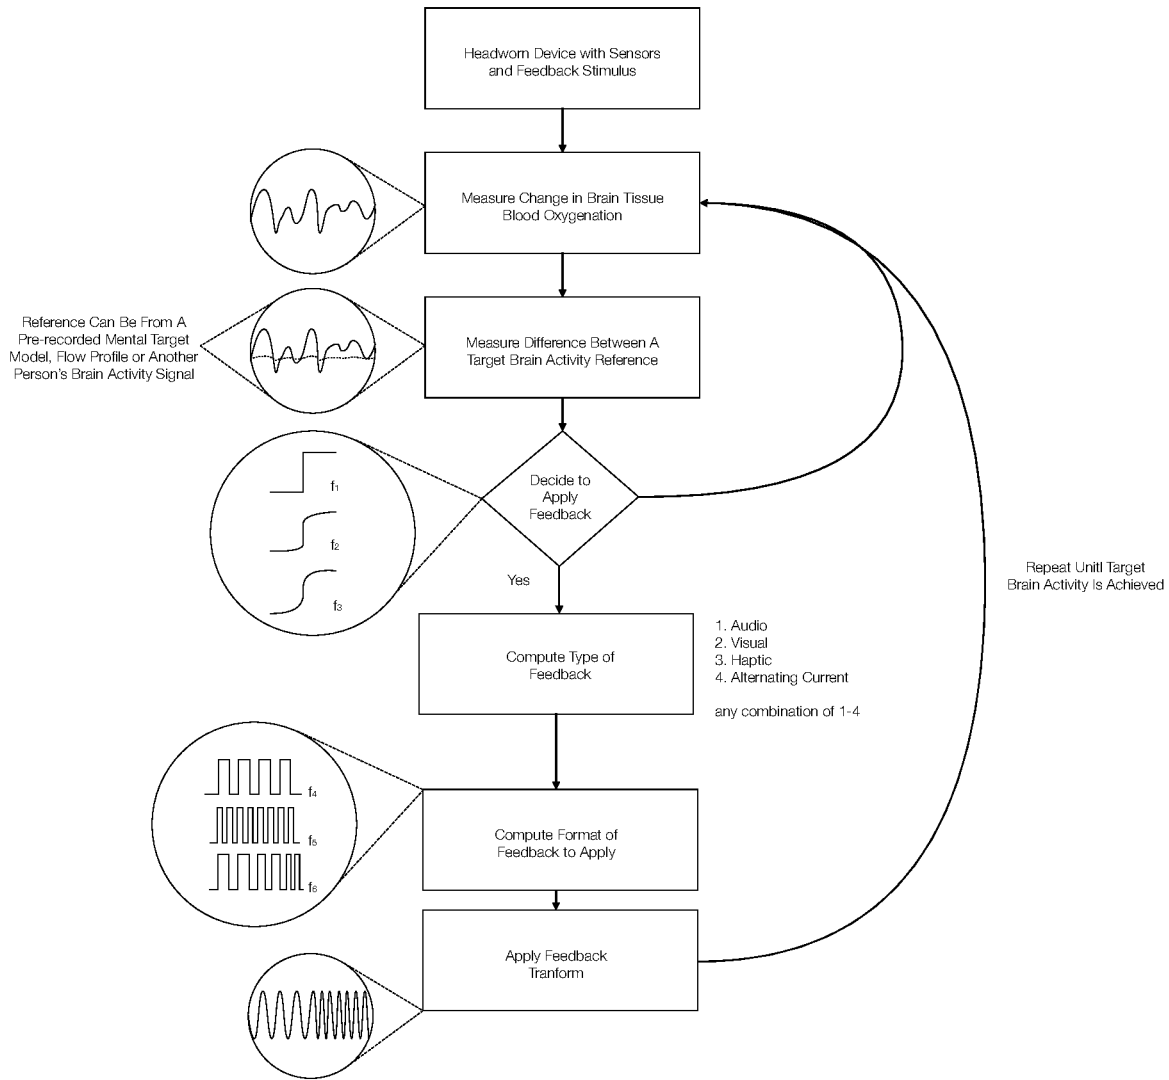 Headworn Device with Sensors
and Feedback Stimulus
Measure Change in Brain Tissue
Blood Oxygenation
Reference Can Be From A
Pre-recorded Mental Target
Model, Flow Profile or Another
Person's Brain Activity Signal
Measure Difference Between A
Target Brain Activity Reference
f1
f2
f3
Decide to
Apply
Feedback
Yes
Repeat Unitl Target
Brain Activity Is Achieved
Compute Type of
Feedback
1. Audio
2. Visual
3. Haptic
4. Alternating Current
any combination of 1-4
f4
f5
f6
Compute Format of
Feedback to Apply
Apply Feedback
Tranform